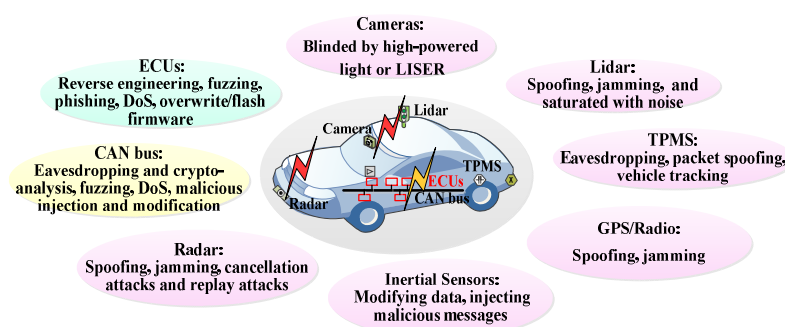 Cameras:
Blinded by high-powered
light or LISER
ECUs:
Reverse engineering, fuzzing,
phishing, DoS, overwrite/flash
firmware
Lidar:
Spoofing, jamming, and
saturated with noise
CAN bus:
Eavesdropping and crypto-
analysis, fuzzing, DoS, malicious
injection and modification
Lidar
Camera
TPMS
ECUs
CAN bus
Radar
TPMS:
Eavesdropping, packet spoofing,
vehicle tracking
Radar:
Spoofing, jamming, cancellation
attacks and replay attacks
Inertial Sensors:
Modifying data, injecting
malicious messages
GPS/Radio:
Spoofing, jamming